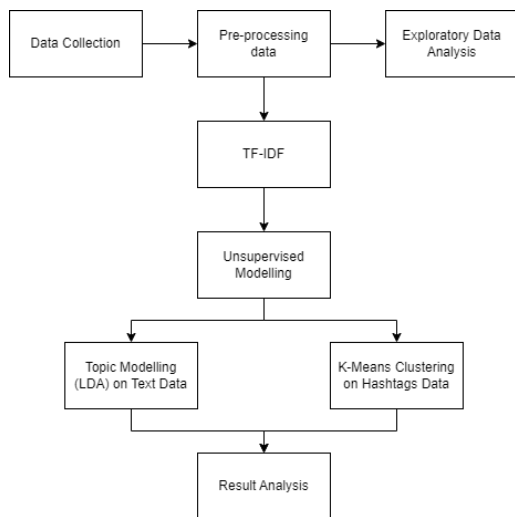 Data Collection
Pre-processing
data
Exploratory Data
Analysis
TF-IDF
Unsupervised
Modelling
Topic Modelling
(LDA) on Text Data
K-Means Clustering
on Hashtags Data
Result Analysis